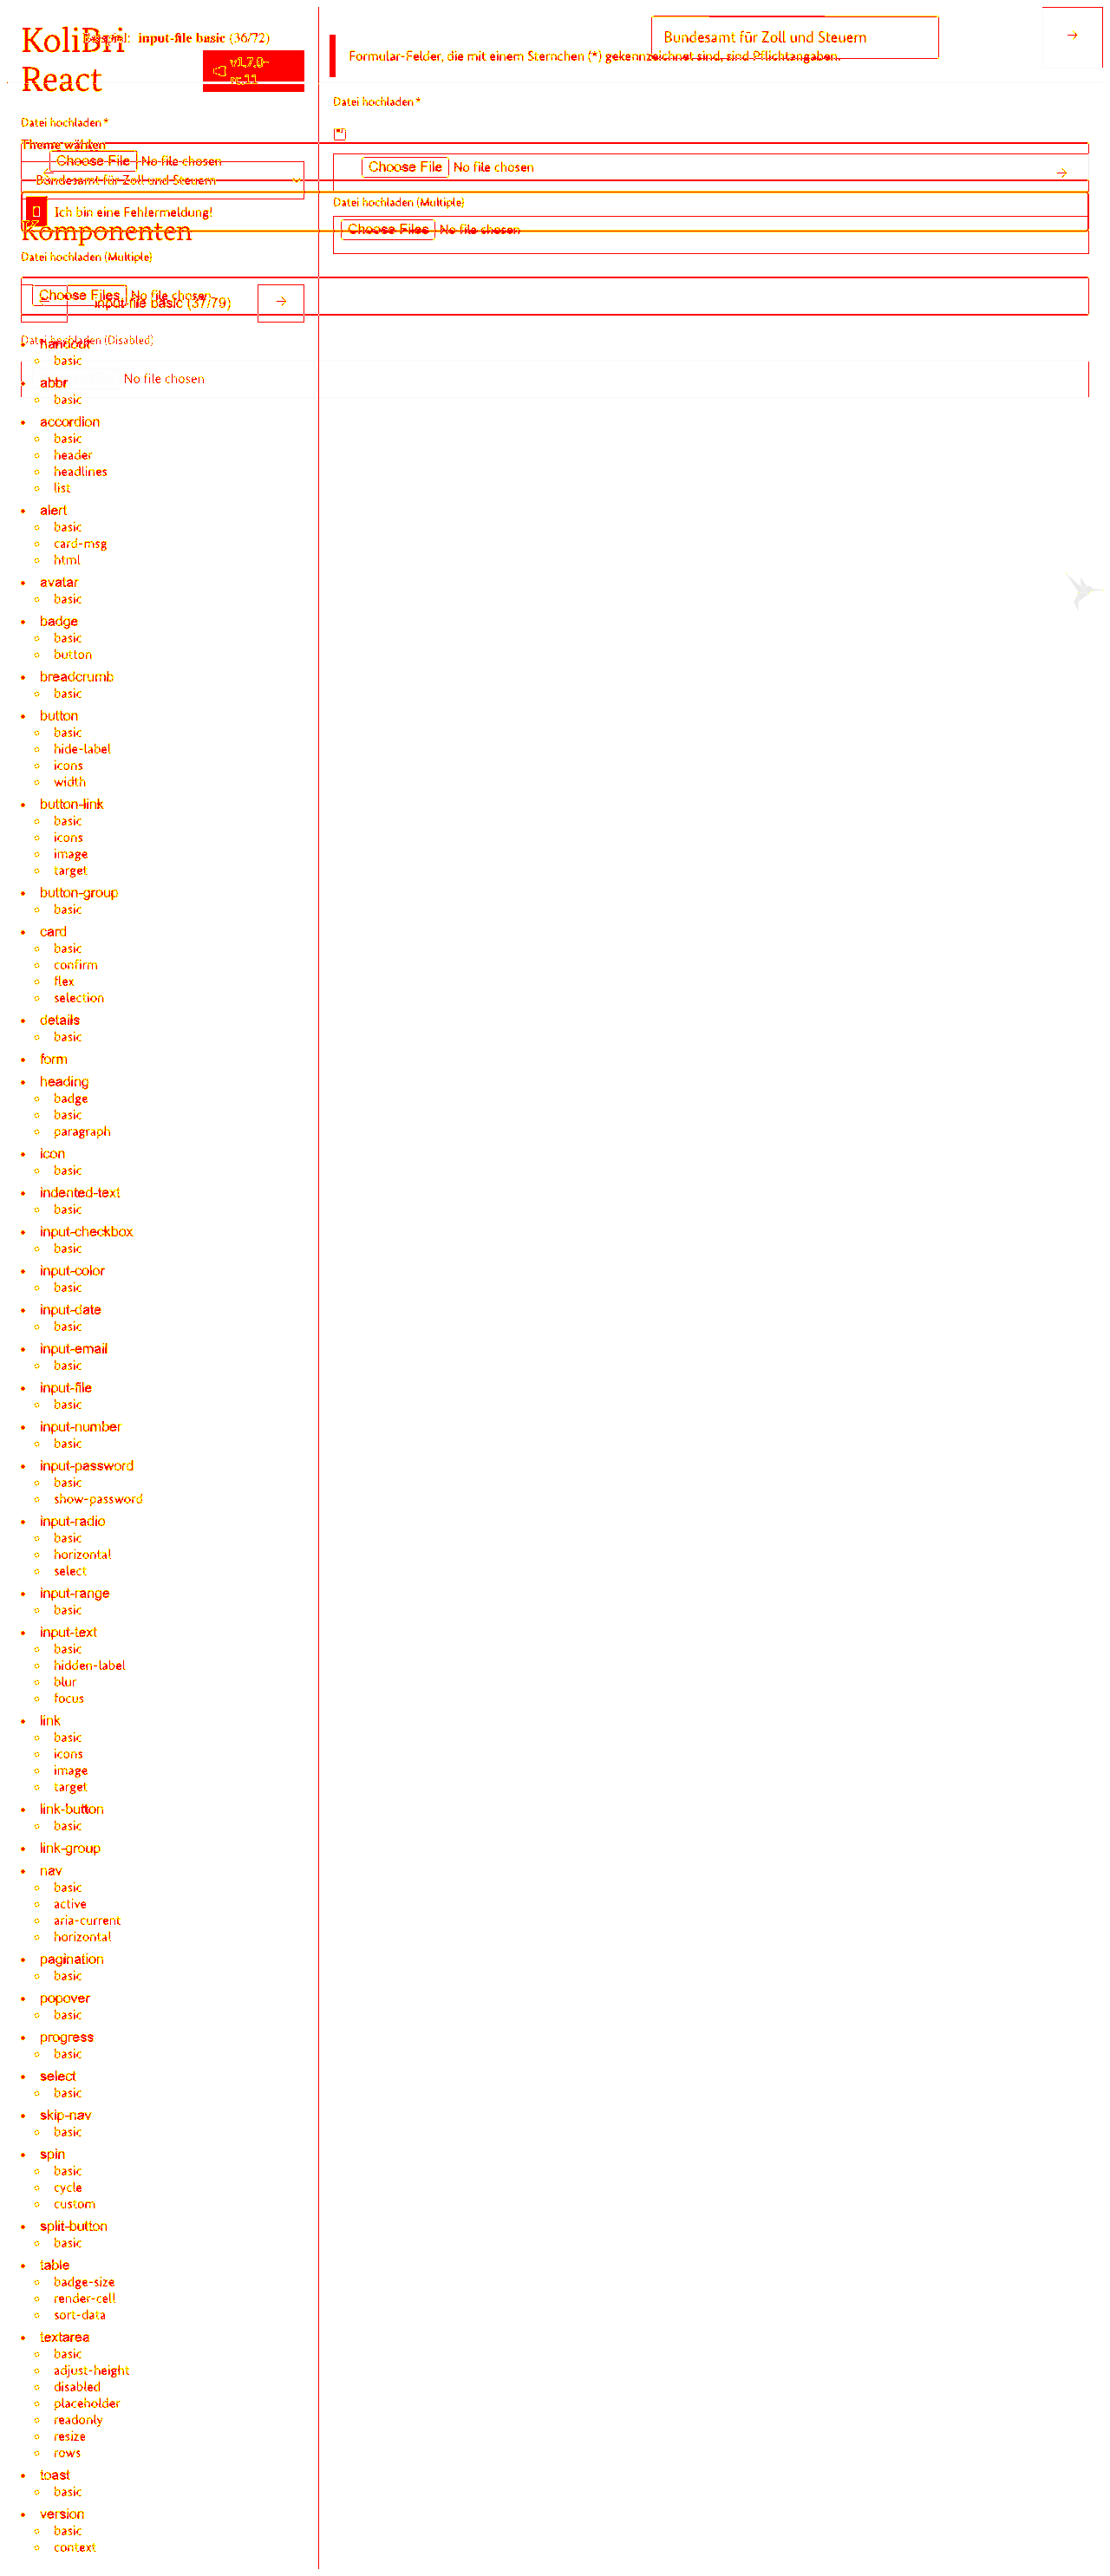 KoliBri
React
Beispiel: input-file basic (36/72)
v1.7.0-
rc.11
Bundesamt für Zoll und Steuern
→
Formular-Felder, die mit einem Sternchen (*) gekennzeichnet sind, sind Pflichtangaben.
Datei hochladen *
Datei hochladen *
Theme wählen
Choose File No file chosen
Choose File No file chosen
→
Bundesamt für Zoll und Steuern
Datei hochladen (Multiple)
Ich bin eine Fehlermeldung!
Komponenten
Choose Files No file chosen
Datei hochladen (Multiple)
Choose Files No file chosen
input-file basic (37/79)
→
Datei hochladen (Disabled)
handout
basic
No file chosen
abbr
basic
accordion
basic
header
headlines
list
alert
basic
card-msg
html
avatar
basic
badge
basic
button
breadcrumb
basic
button
basic
hide-label
icons
width
button-link
basic
icons
image
target
button-group
basic
card
basic
confirm
flex
selection
details
basic
form
heading
badge
basic
paragraph
icon
basic
indented-text
basic
input-checkbox
basic
input-color
basic
input-date
basic
input-email
basic
input-file
basic
input-number
basic
input-password
basic
show-password
input-radio
basic
horizontal
select
input-range
basic
input-text
basic
hidden-label
blur
focus
link
basic
icons
image
target
link-button
basic
link-group
nav
basic
active
aria-current
horizontal
pagination
basic
popover
basic
progress
basic
select
basic
skip-nav
basic
spin
basic
cycle
custom
split-button
basic
table
badge-size
render-cell
sort-data
textarea
basic
adjust-height
disabled
placeholder
readonly
resize
rows
toast
basic
version
basic
context